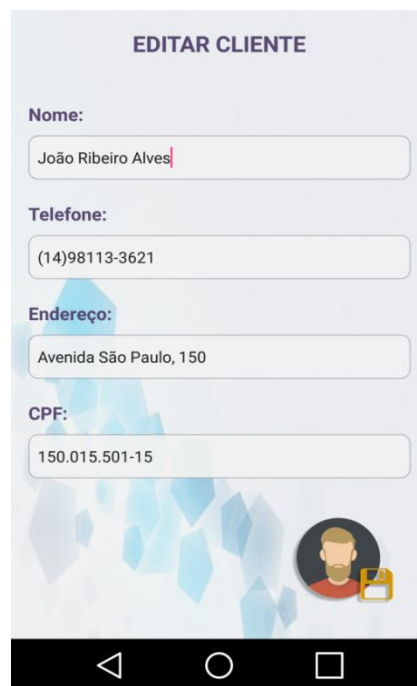 EDITAR CLIENTE
Nome:
João Ribeiro Alves
Telefone:
(14)98113-3621
Endereço:
Avenida São Paulo, 150
CPF:
150.015.501-15